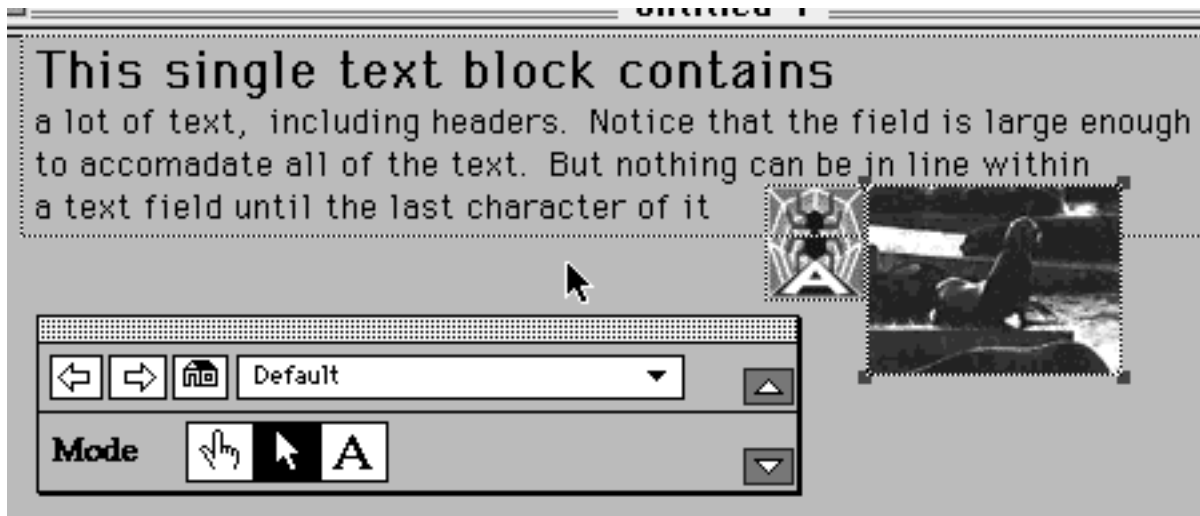 Untitled 1
This single text block contains
a lot of text, including headers. Notice that the field is large enough
to accomadate all of the text. But nothing can be in line within
a text field until the last character of it
A
Default
Mode
A